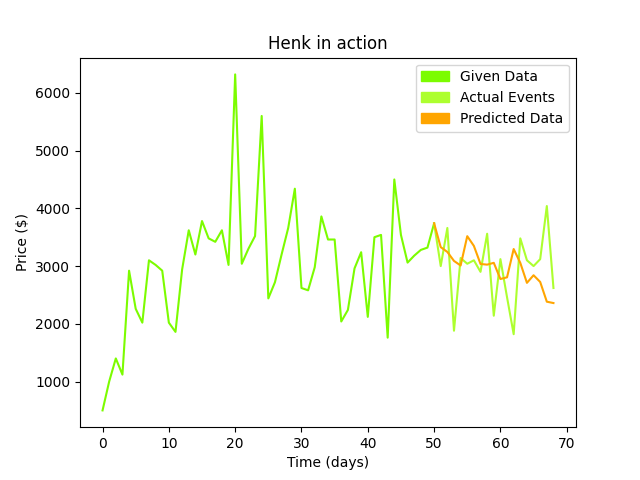 Henk in action
Given Data
Actual Events
Predicted Data
Price ($)
6000
5000
4000
3000
2000
1000
0 10 20 30 40 50 60 70
Time (days)